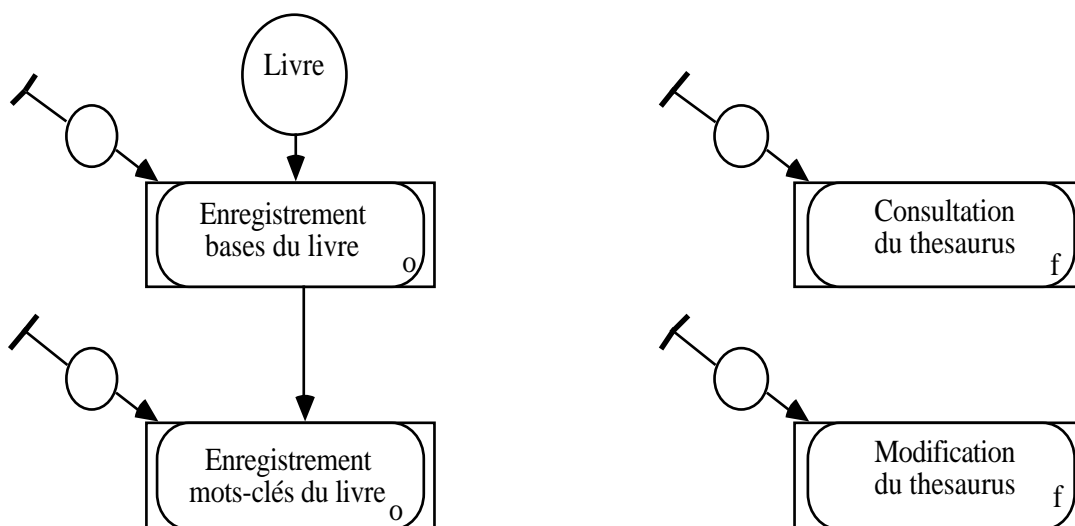 Livre
Enregistrement
bases du livre
o
Consultation
du thesaurus
f
Enregistrement
mots-clés du livre
o
Modification
du thesaurus
f